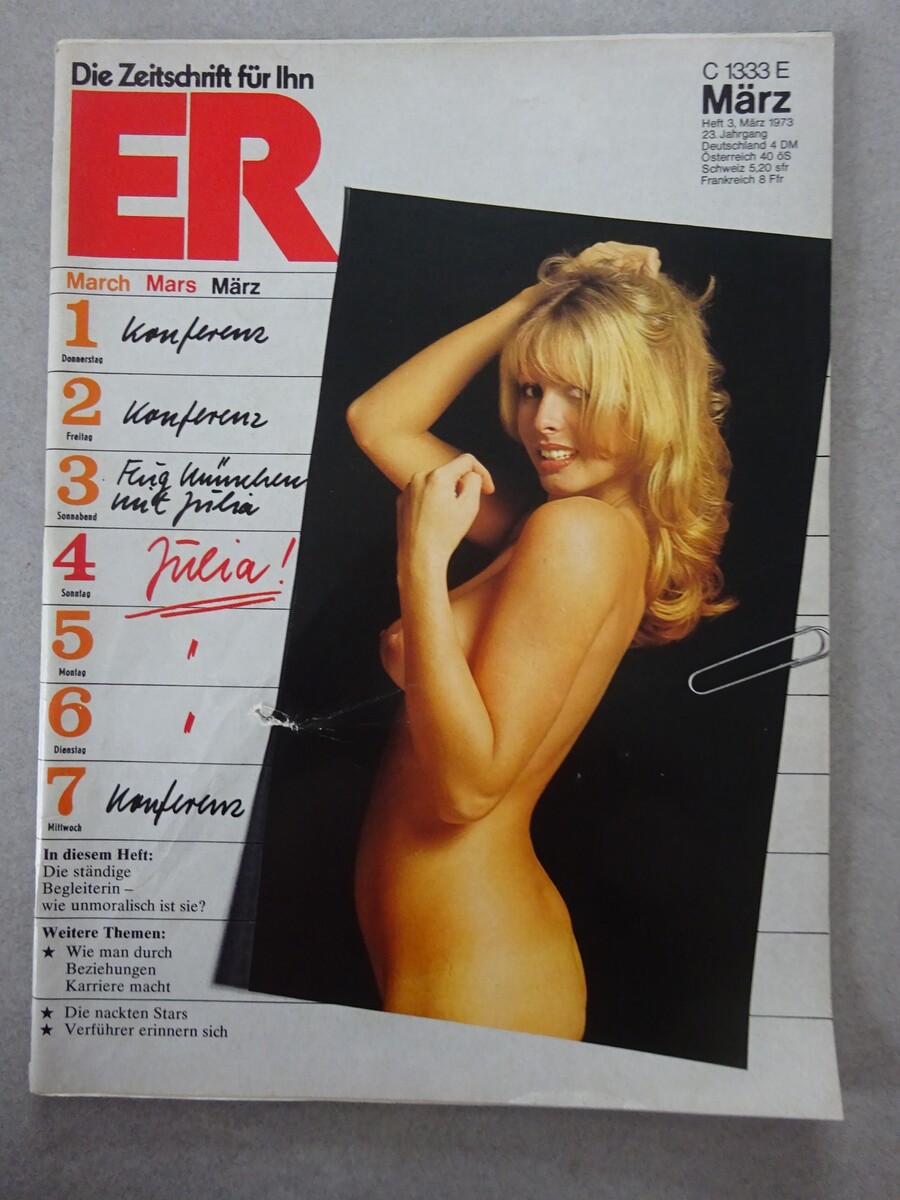 Die Zeitschrift für Ihn
ER
C 1333 E
März
Heft 3, März 1973
23. Jahrgang
Deutschland 4 DM
Österreich 40 öS
Schweiz 5,20 sfr
Frankreich 8 Ffr
March Mars März
1 Konferenz
Donnerstag
2 Konferenz
Freitag
3 Flug München
mit Julia
Sonnabend
4 Julia!
Sonntag
5 "
Montag
6 "
Dienstag
7 Konferenz
Mittwoch
In diesem Heft:
Die ständige
Begleiterin –
wie unmoralisch ist sie?
Weitere Themen:
★ Wie man durch
Beziehungen
Karriere macht
★ Die nackten Stars
★ Verführer erinnern sich